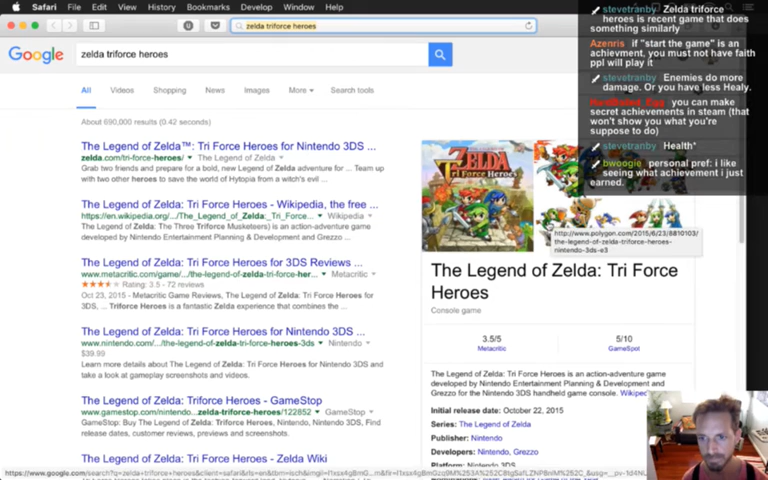 Safari File Edit View History Bookmarks Develop Window Help
zelda triforce heroes
Google
zelda triforce heroes
All Videos Shopping News Images More Search tools
About 690,000 results (0.42 seconds)
The Legend of Zelda™: Tri Force Heroes for Nintendo 3DS ...
zelda.com/tri-force-heroes/ The Legend of Zelda
Grab two friends and prepare for a bold, new Legend of Zelda adventure for ... Team up
with two other heroes to save the world of Hytopia from a witch's evil ...
The Legend of Zelda: Tri Force Heroes - Wikipedia, the free ...
https://en.wikipedia.org/.../The_Legend_of_Zelda:_Tri_Force... Wikipedia
The Legend of Zelda: The Three Triforce Musketeers) is an action-adventure game
developed by Nintendo Entertainment Planning & Development and Grezzo ...
The Legend of Zelda: Tri Force Heroes for 3DS Reviews ...
www.metacritic.com/game/.../the-legend-of-zelda-tri-force-her... Metacritic
Rating: 3.5 - 72 reviews
Oct 23, 2015 - Metacritic Game Reviews, The Legend of Zelda: Tri Force Heroes for
3DS, ... Triforce Heroes is a fantastic Zelda experience that combines the ...
The Legend of Zelda: Tri Force Heroes for Nintendo 3DS ...
www.nintendo.com/.../the-legend-of-zelda-tri-force-heroes-3ds Nintendo
$39.99
Learn more details about The Legend of Zelda: Tri Force Heroes for Nintendo 3DS and
take a look at gameplay screenshots and videos.
The Legend of Zelda: Triforce Heroes - GameStop
www.gamestop.com/nintendo...zelda-triforce-heroes/122852 GameStop
GameStop: Buy The Legend of Zelda: Triforce Heroes, Nintendo, Nintendo 3DS, Find
release dates, customer reviews, previews and screenshots.
The Legend of Zelda: Tri Force Heroes - Zelda Wiki
ZELDA
TRI FORCE HEROES
http://www.polygon.com/2015/6/23/8810103/
the-legend-of-zelda-triforce-heroes-
nintendo-3ds-e3
The Legend of Zelda: Tri Force
Heroes
Console game
3.5/5 5/10
Metacritic GameSpot
The Legend of Zelda: Tri Force Heroes is an action-adventure game
developed by Nintendo Entertainment Planning & Development and
Grezzo for the Nintendo 3DS handheld game console.
Initial release date: October 22, 2015
Series: The Legend of Zelda
Publisher: Nintendo
Developers: Nintendo, Grezzo
Platform: Nintendo 3DS
stevetranby Zelda triforce
heroes is recent game that does
something similarly
Azenris if "start the game" is an
achievment, you must not have faith
ppl will play it
stevetranby Enemies do more
damage. Or you have less Healy.
you can make
secret achievements in steam (that
won't show you what you're
suppose to do)
stevetranby Health*
bwoogie personal pref: i like
seeing what achievement i just
earned.